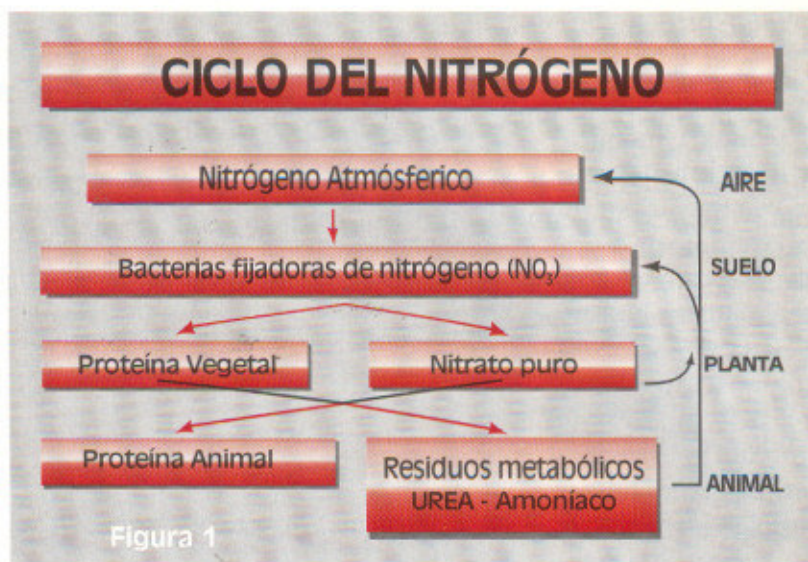 CICLO DEL NITRÓGENO
Nitrógeno Atmósferico
AIRE
Bacterias fijadoras de nitrógeno (NO₃)
SUELO
Proteína Vegetal
Nitrato puro
PLANTA
Proteína Animal
Residuos metabólicos
UREA - Amoníaco
ANIMAL
Figura 1